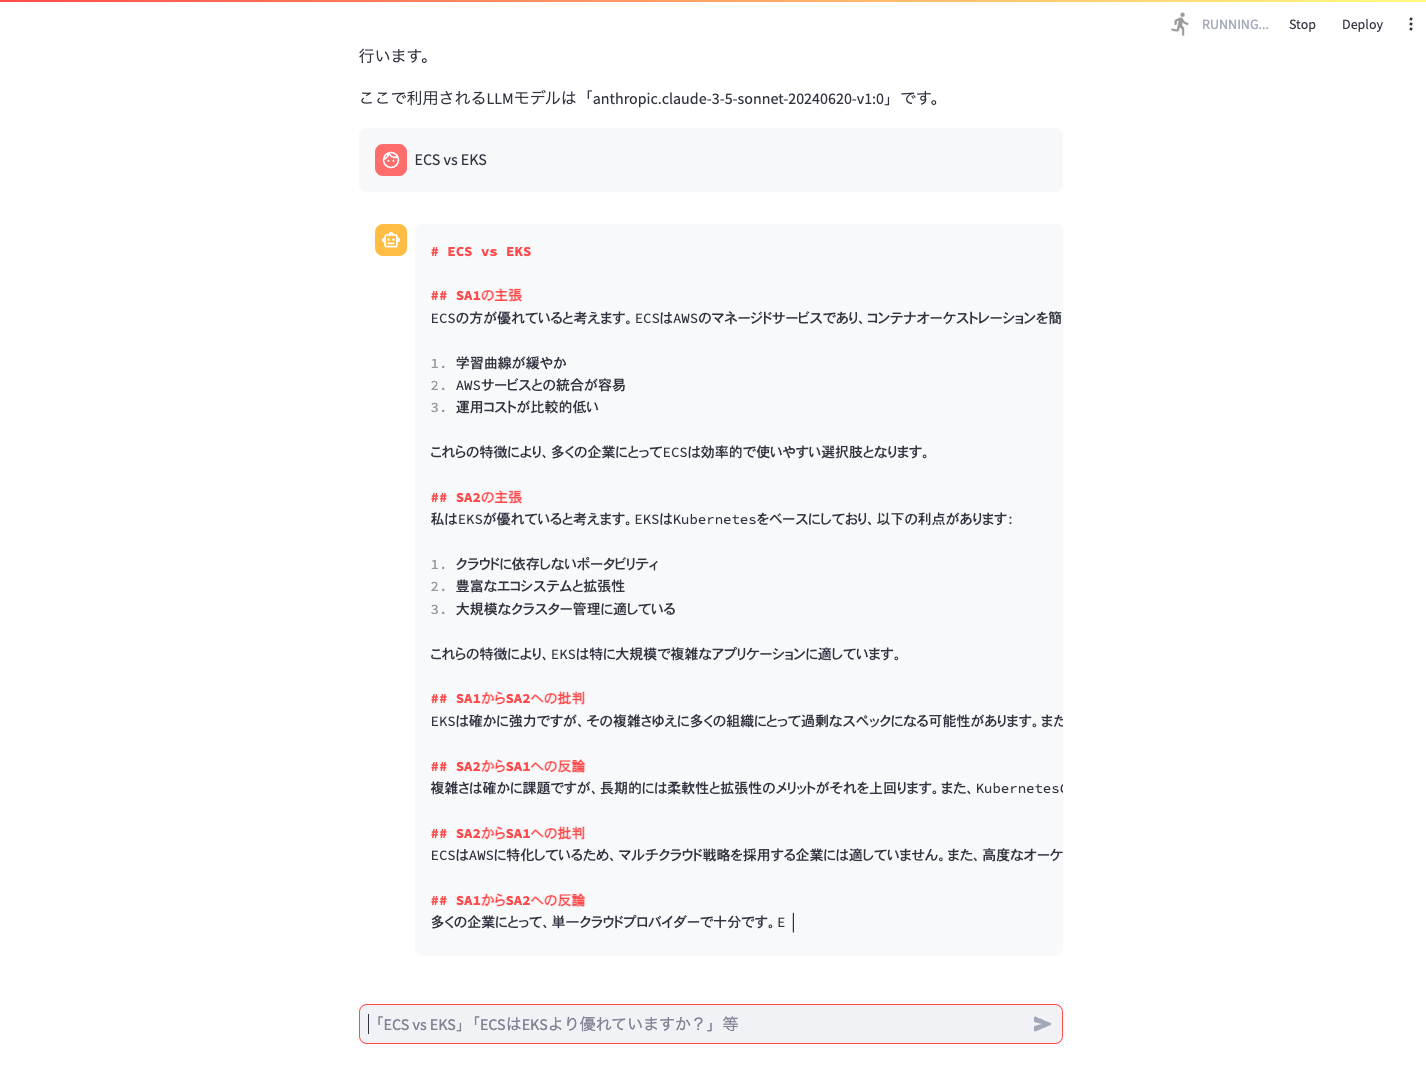 RUNNING... Stop Deploy
行います。
ここで利用されるLLMモデルは「anthropic.claude-3-5-sonnet-20240620-v1:0」です。
ECS vs EKS
# ECS vs EKS
## SA1の主張
ECSの方が優れていると考えます。ECSはAWSのマネージドサービスであり、コンテナオーケストレーションを簡
1. 学習曲線が緩やか
2. AWSサービスとの統合が容易
3. 運用コストが比較的低い
これらの特徴により、多くの企業にとってECSは効率的で使いやすい選択肢となります。
## SA2の主張
私はEKSが優れていると考えます。EKSはKubernetesをベースにしており、以下の利点があります:
1. クラウドに依存しないポータビリティ
2. 豊富なエコシステムと拡張性
3. 大規模なクラスター管理に適している
これらの特徴により、EKSは特に大規模で複雑なアプリケーションに適しています。
## SA1からSA2への批判
EKSは確かに強力ですが、その複雑さゆえに多くの組織にとって過剰なスペックになる可能性があります。また
## SA2からSA1への反論
複雑さは確かに課題ですが、長期的には柔軟性と拡張性のメリットがそれを上回ります。また、Kubernetes
## SA2からSA1への批判
ECSはAWSに特化しているため、マルチクラウド戦略を採用する企業には適していません。また、高度なオーケ
## SA1からSA2への反論
多くの企業にとって、単一クラウドプロバイダーで十分です。E
「ECS vs EKS」「ECSはEKSより優れていますか？」等